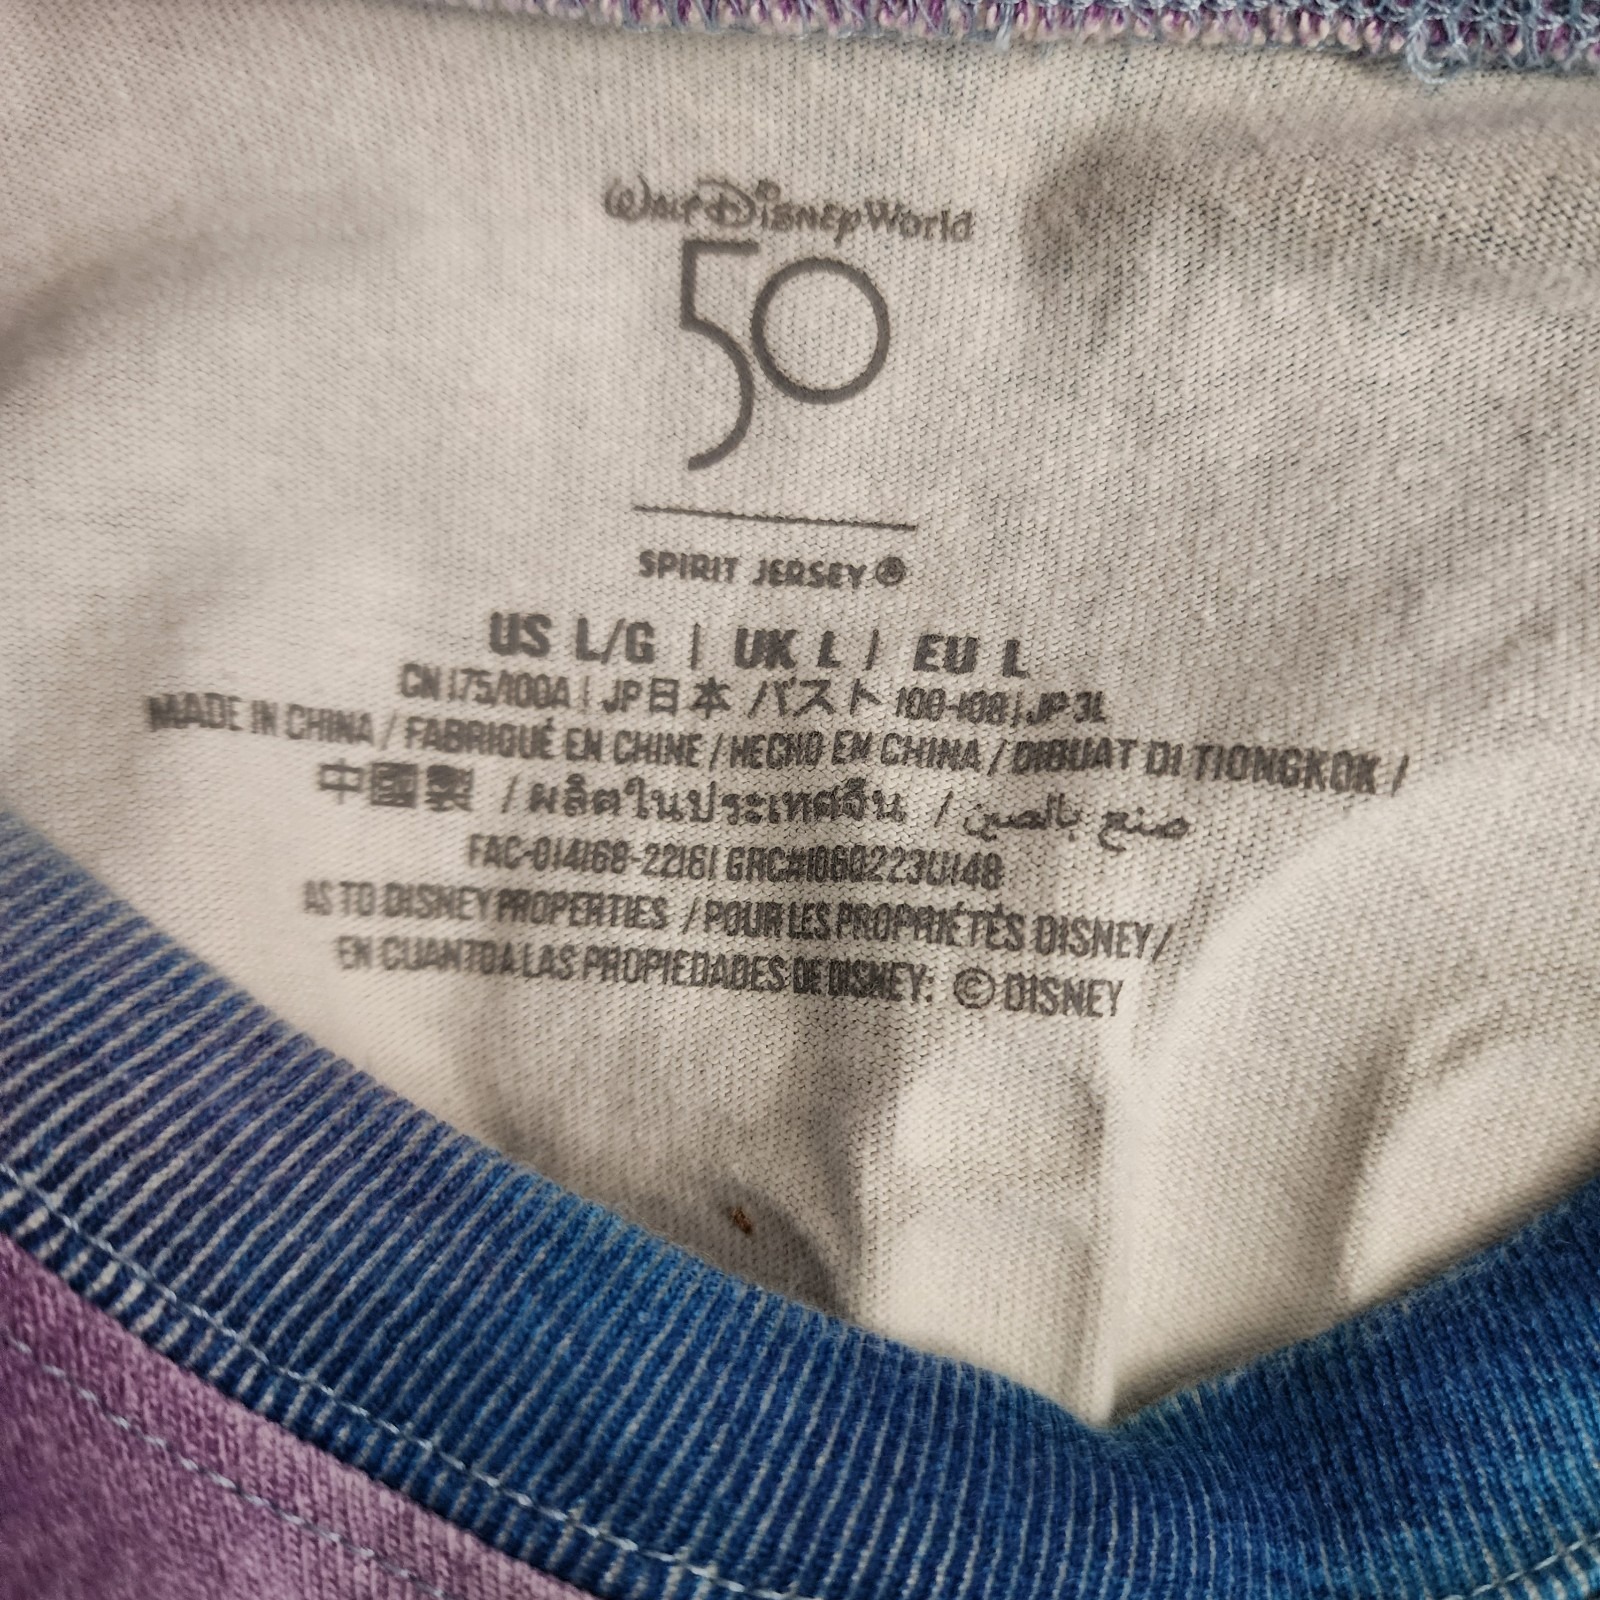 Walt Disney World
50
SPIRIT JERSEY®
US L/G | UK L | EU L
CN 175/100A | JP日本 バスト 100-108 | JP 3L
MADE IN CHINA / FABRIQUÉ EN CHINE / HECHO EN CHINA / DIBUAT DI TIONGKOK /
中國製 / ผลิตในประเทศจีน / صنع بالصين
FAC-014168-22161 GRC#1060223U148
AS TO DISNEY PROPERTIES / POUR LES PROPRIÉTÉS DISNEY/
EN CUANTO A LAS PROPIEDADES DE DISNEY: © DISNEY